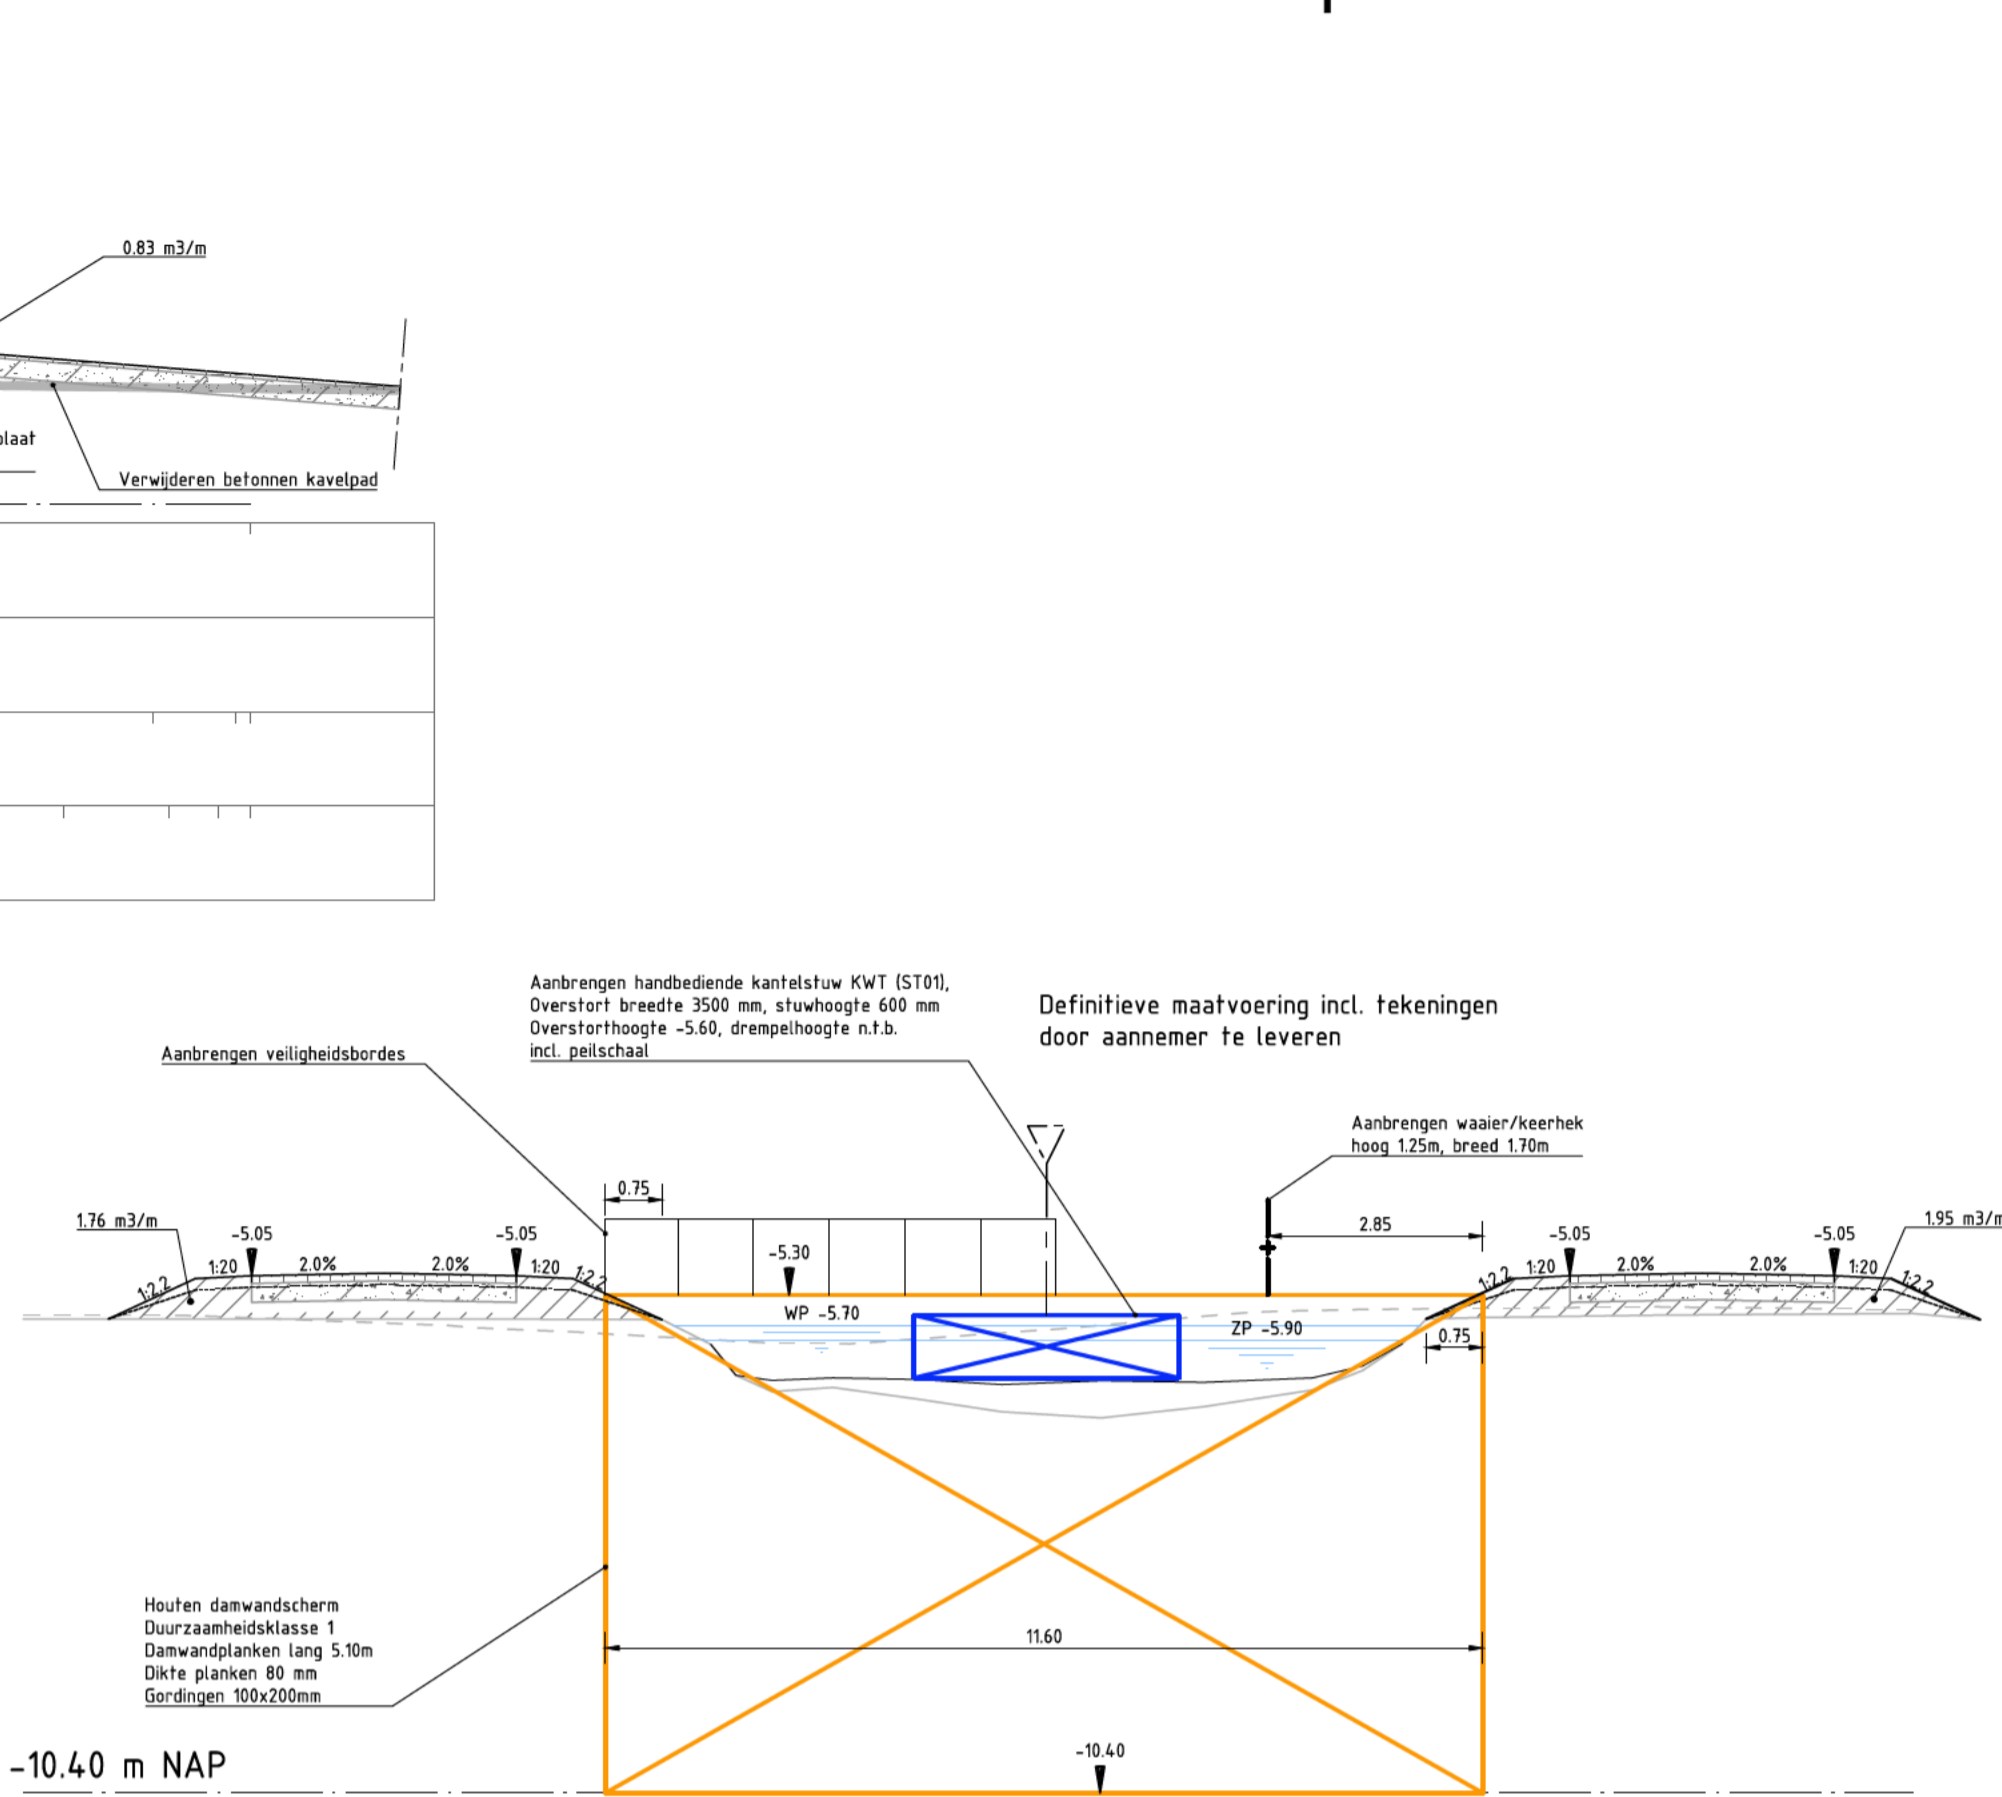 0.83 m3/m
plaat
Verwijderen betonnen kavelpad
Aanbrengen handbediende kantelstuw KWT (ST01),
Overstort breedte 3500 mm, stuwhoogte 600 mm
Overstorthoogte -5.60, drempelhoogte n.t.b.
incl. peilschaal
Definitieve maatvoering incl. tekeningen
door aannemer te leveren
Aanbrengen veiligheidsbordes
Aanbrengen waaier/keerhek
hoog 1.25m, breed 1.70m
0.75
1.76 m3/m
-5.05
-5.05
2.85
-5.05
-5.05
1.95 m3/m
-5.30
1:2.2
1:20
2.0%
2.0%
1:20
1:2.2
1:2.2
1:20
2.0%
2.0%
1:20
1:2.2
WP -5.70
ZP -5.90
0.75
Houten damwandscherm
Duurzaamheidsklasse 1
Damwandplanken lang 5.10m
Dikte planken 80 mm
Gordingen 100x200mm
11.60
-10.40
-10.40 m NAP